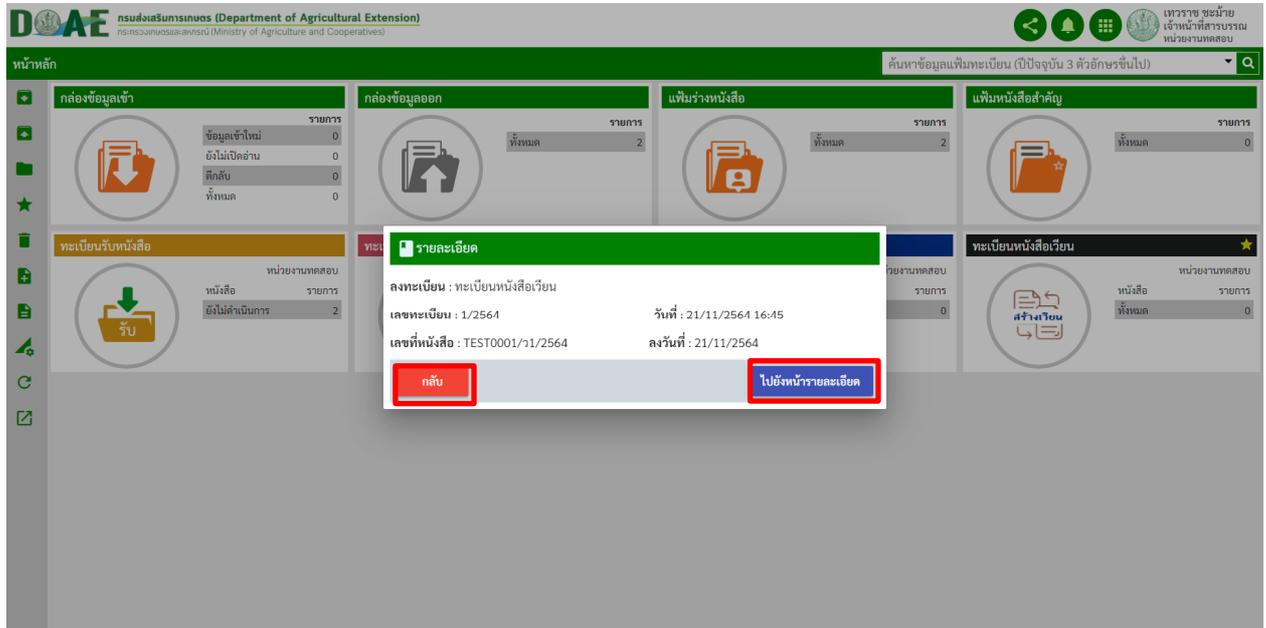 DOAE
กรมส่งเสริมการเกษตร (Department of Agricultural Extension)
กระทรวงเกษตรและสหกรณ์ (Ministry of Agriculture and Cooperatives)
เทวราช ชะม้าย
เจ้าหน้าที่สารบรรณ
หน่วยงานทดสอบ
หน้าหลัก
ค้นหาข้อมูลแฟ้มทะเบียน (ปีปัจจุบัน 3 ตัวอักษรขึ้นไป)
กล่องข้อมูลเข้า
รายการ
ข้อมูลเข้าใหม่ 0
ยังไม่เปิดอ่าน 0
ตีกลับ 0
ทั้งหมด 0
กล่องข้อมูลออก
รายการ
ทั้งหมด 2
แฟ้มร่างหนังสือ
รายการ
ทั้งหมด 2
แฟ้มหนังสือสำคัญ
รายการ
ทั้งหมด 0
ทะเบียนรับหนังสือ
หน่วยงานทดสอบ
หนังสือ รายการ
ยังไม่ดำเนินการ 2
รับ
รายละเอียด
ลงทะเบียน : ทะเบียนหนังสือเวียน
เลขทะเบียน : 1/2564 วันที่ : 21/11/2564 16:45
เลขที่หนังสือ : TEST0001/ว1/2564 ลงวันที่ : 21/11/2564
กลับ ไปยังหน้ารายละเอียด
รายการ
0
ทะเบียนหนังสือเวียน
หน่วยงานทดสอบ
หนังสือ รายการ
ทั้งหมด 0
สร้างเวียน